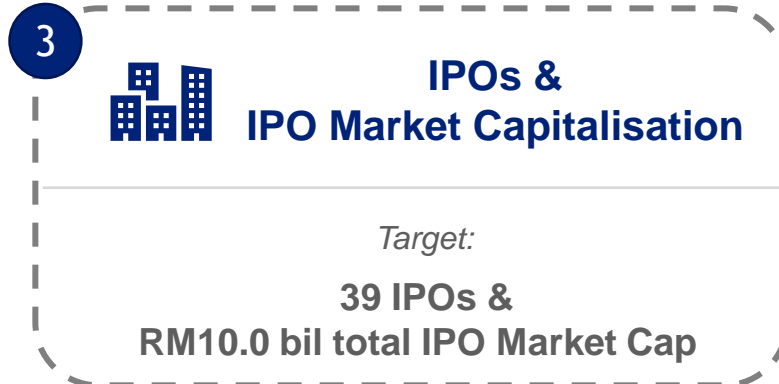 3
IPOs &
IPO Market Capitalisation
Target:
39 IPOs &
RM10.0 bil total IPO Market Cap